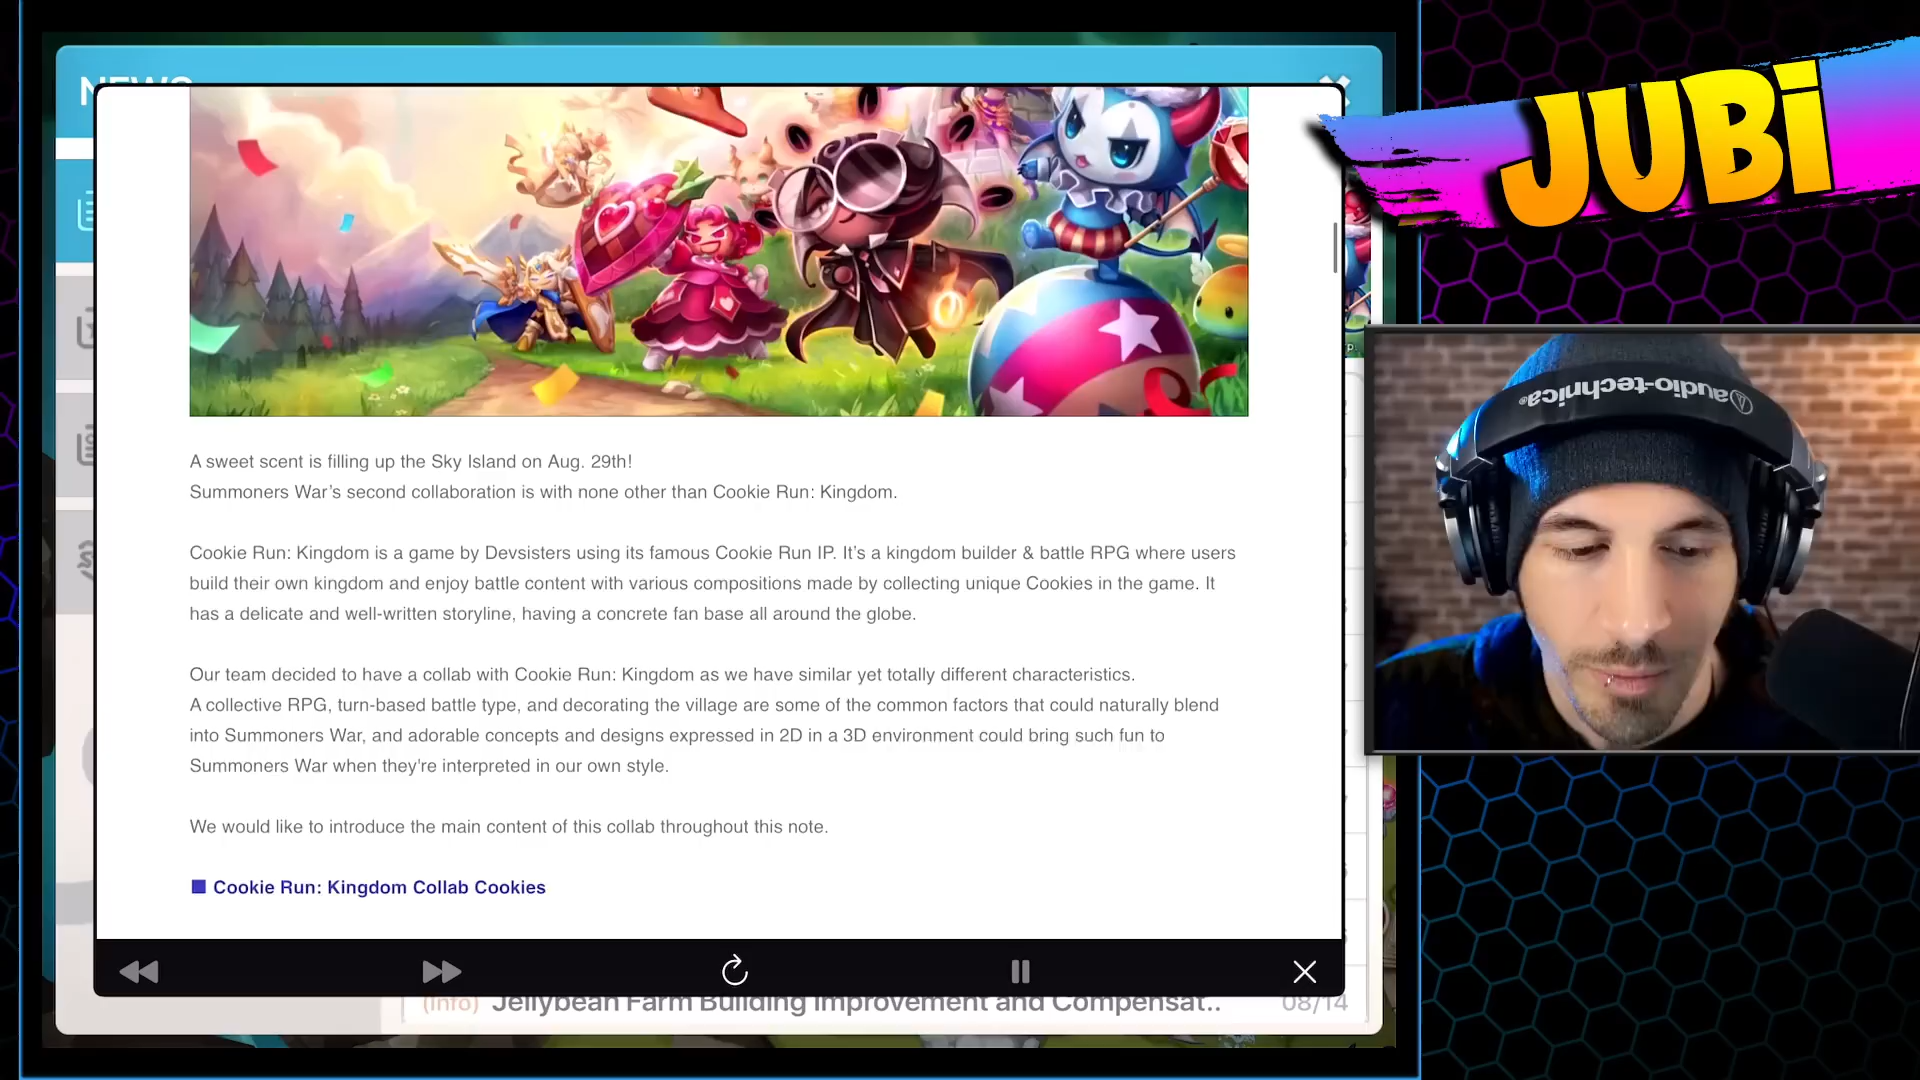 NEWS
JUBi
audio-technica
A sweet scent is filling up the Sky Island on Aug. 29th!
Summoners War’s second collaboration is with none other than Cookie Run: Kingdom.
Cookie Run: Kingdom is a game by Devsisters using its famous Cookie Run IP. It’s a kingdom builder & battle RPG where users
build their own kingdom and enjoy battle content with various compositions made by collecting unique Cookies in the game. It
has a delicate and well-written storyline, having a concrete fan base all around the globe.
Our team decided to have a collab with Cookie Run: Kingdom as we have similar yet totally different characteristics.
A collective RPG, turn-based battle type, and decorating the village are some of the common factors that could naturally blend
into Summoners War, and adorable concepts and designs expressed in 2D in a 3D environment could bring such fun to
Summoners War when they're interpreted in our own style.
We would like to introduce the main content of this collab throughout this note.
■ Cookie Run: Kingdom Collab Cookies
(Info) Jellybean Farm Building Improvement and Compensat.. 08/14